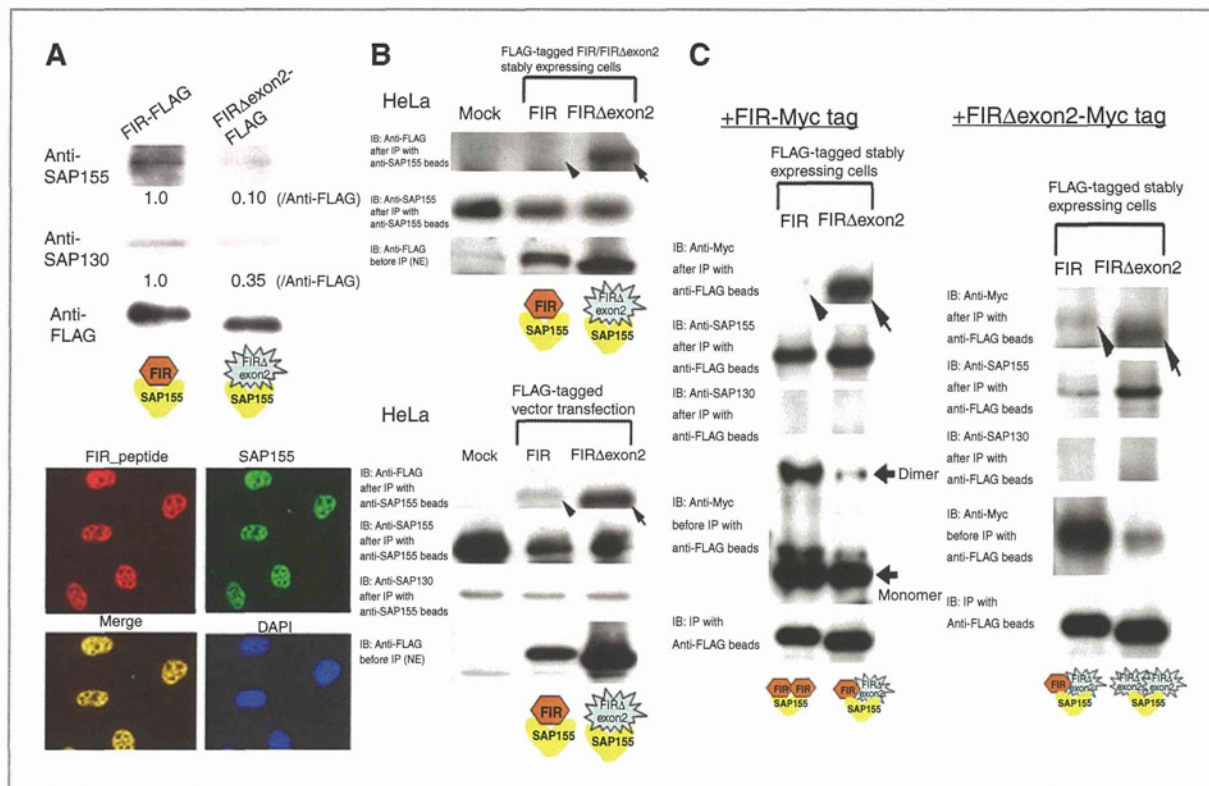 A
FIR-FLAG
FIRΔexon2-
FLAG
Anti-
SAP155
1.0
0.10
(/Anti-FLAG)
Anti-
SAP130
1.0
0.35
(/Anti-FLAG)
Anti-
FLAG
FIR
SAP155
FIRΔ
exon2
SAP155
FIR_peptide
SAP155
Merge
DAPI
B
HeLa
FLAG-tagged FIR/FIRΔexon2
stably expressing cells
Mock
FIR
FIRΔexon2
IB: Anti-FLAG
after IP with
anti-SAP155 beads
IB: Anti-SAP155
after IP with
anti-SAP155 beads
IB: Anti-FLAG
before IP (NE)
FIR
SAP155
FIRΔ
exon2
SAP155
HeLa
FLAG-tagged
vector transfection
Mock
FIR
FIRΔexon2
IB: Anti-FLAG
after IP with
anti-SAP155 beads
IB: Anti-SAP155
after IP with
anti-SAP155 beads
IB: Anti-SAP130
after IP with
anti-SAP155 beads
IB: Anti-FLAG
before IP (NE)
FIR
SAP155
FIRΔ
exon2
SAP155
C
+FIR-Myc tag
FLAG-tagged stably
expressing cells
FIR
FIRΔexon2
IB: Anti-Myc
after IP with
anti-FLAG beads
IB: Anti-SAP155
after IP with
anti-FLAG beads
IB: Anti-SAP130
after IP with
anti-FLAG beads
Dimer
IB: Anti-Myc
before IP with
anti-FLAG beads
Monomer
IB: IP with
Anti-FLAG beads
FIR
FIR
SAP155
FIR
FIRΔ
exon2
SAP155
+FIRΔexon2-Myc tag
FLAG-tagged stably
expressing cells
FIR
FIRΔexon2
IB: Anti-Myc
after IP with
anti-FLAG beads
IB: Anti-SAP155
after IP with
anti-FLAG beads
IB: Anti-SAP130
after IP with
anti-FLAG beads
IB: Anti-Myc
before IP with
anti-FLAG beads
IB: IP with
Anti-FLAG beads
FIR
FIRΔ
exon2
SAP155
FIRΔ
exon2
FIRΔ
exon2
SAP155